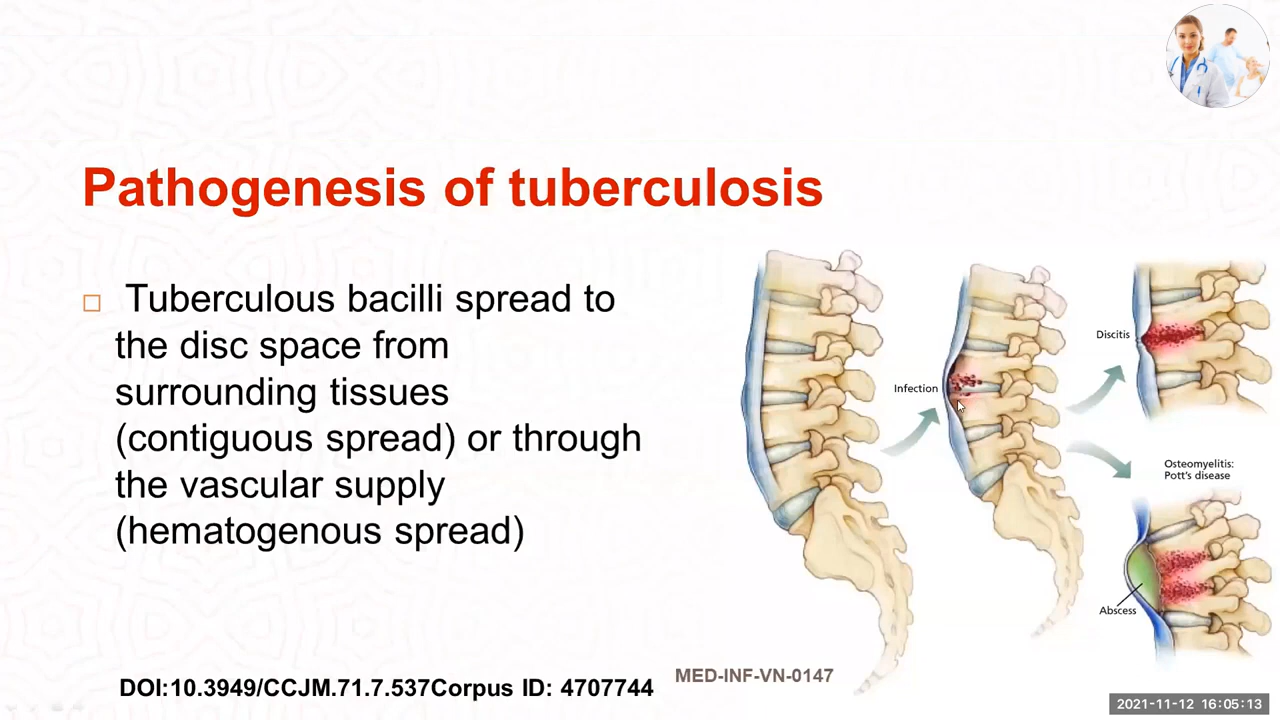 Pathogenesis of tuberculosis
□ Tuberculous bacilli spread to
the disc space from
surrounding tissues
(contiguous spread) or through
the vascular supply
(hematogenous spread)
Infection
Discitis
Osteomyelitis:
Pott's disease
Abscess
DOI:10.3949/CCJM.71.7.537Corpus ID: 4707744
MED-INF-VN-0147
2021-11-12 16:05:13